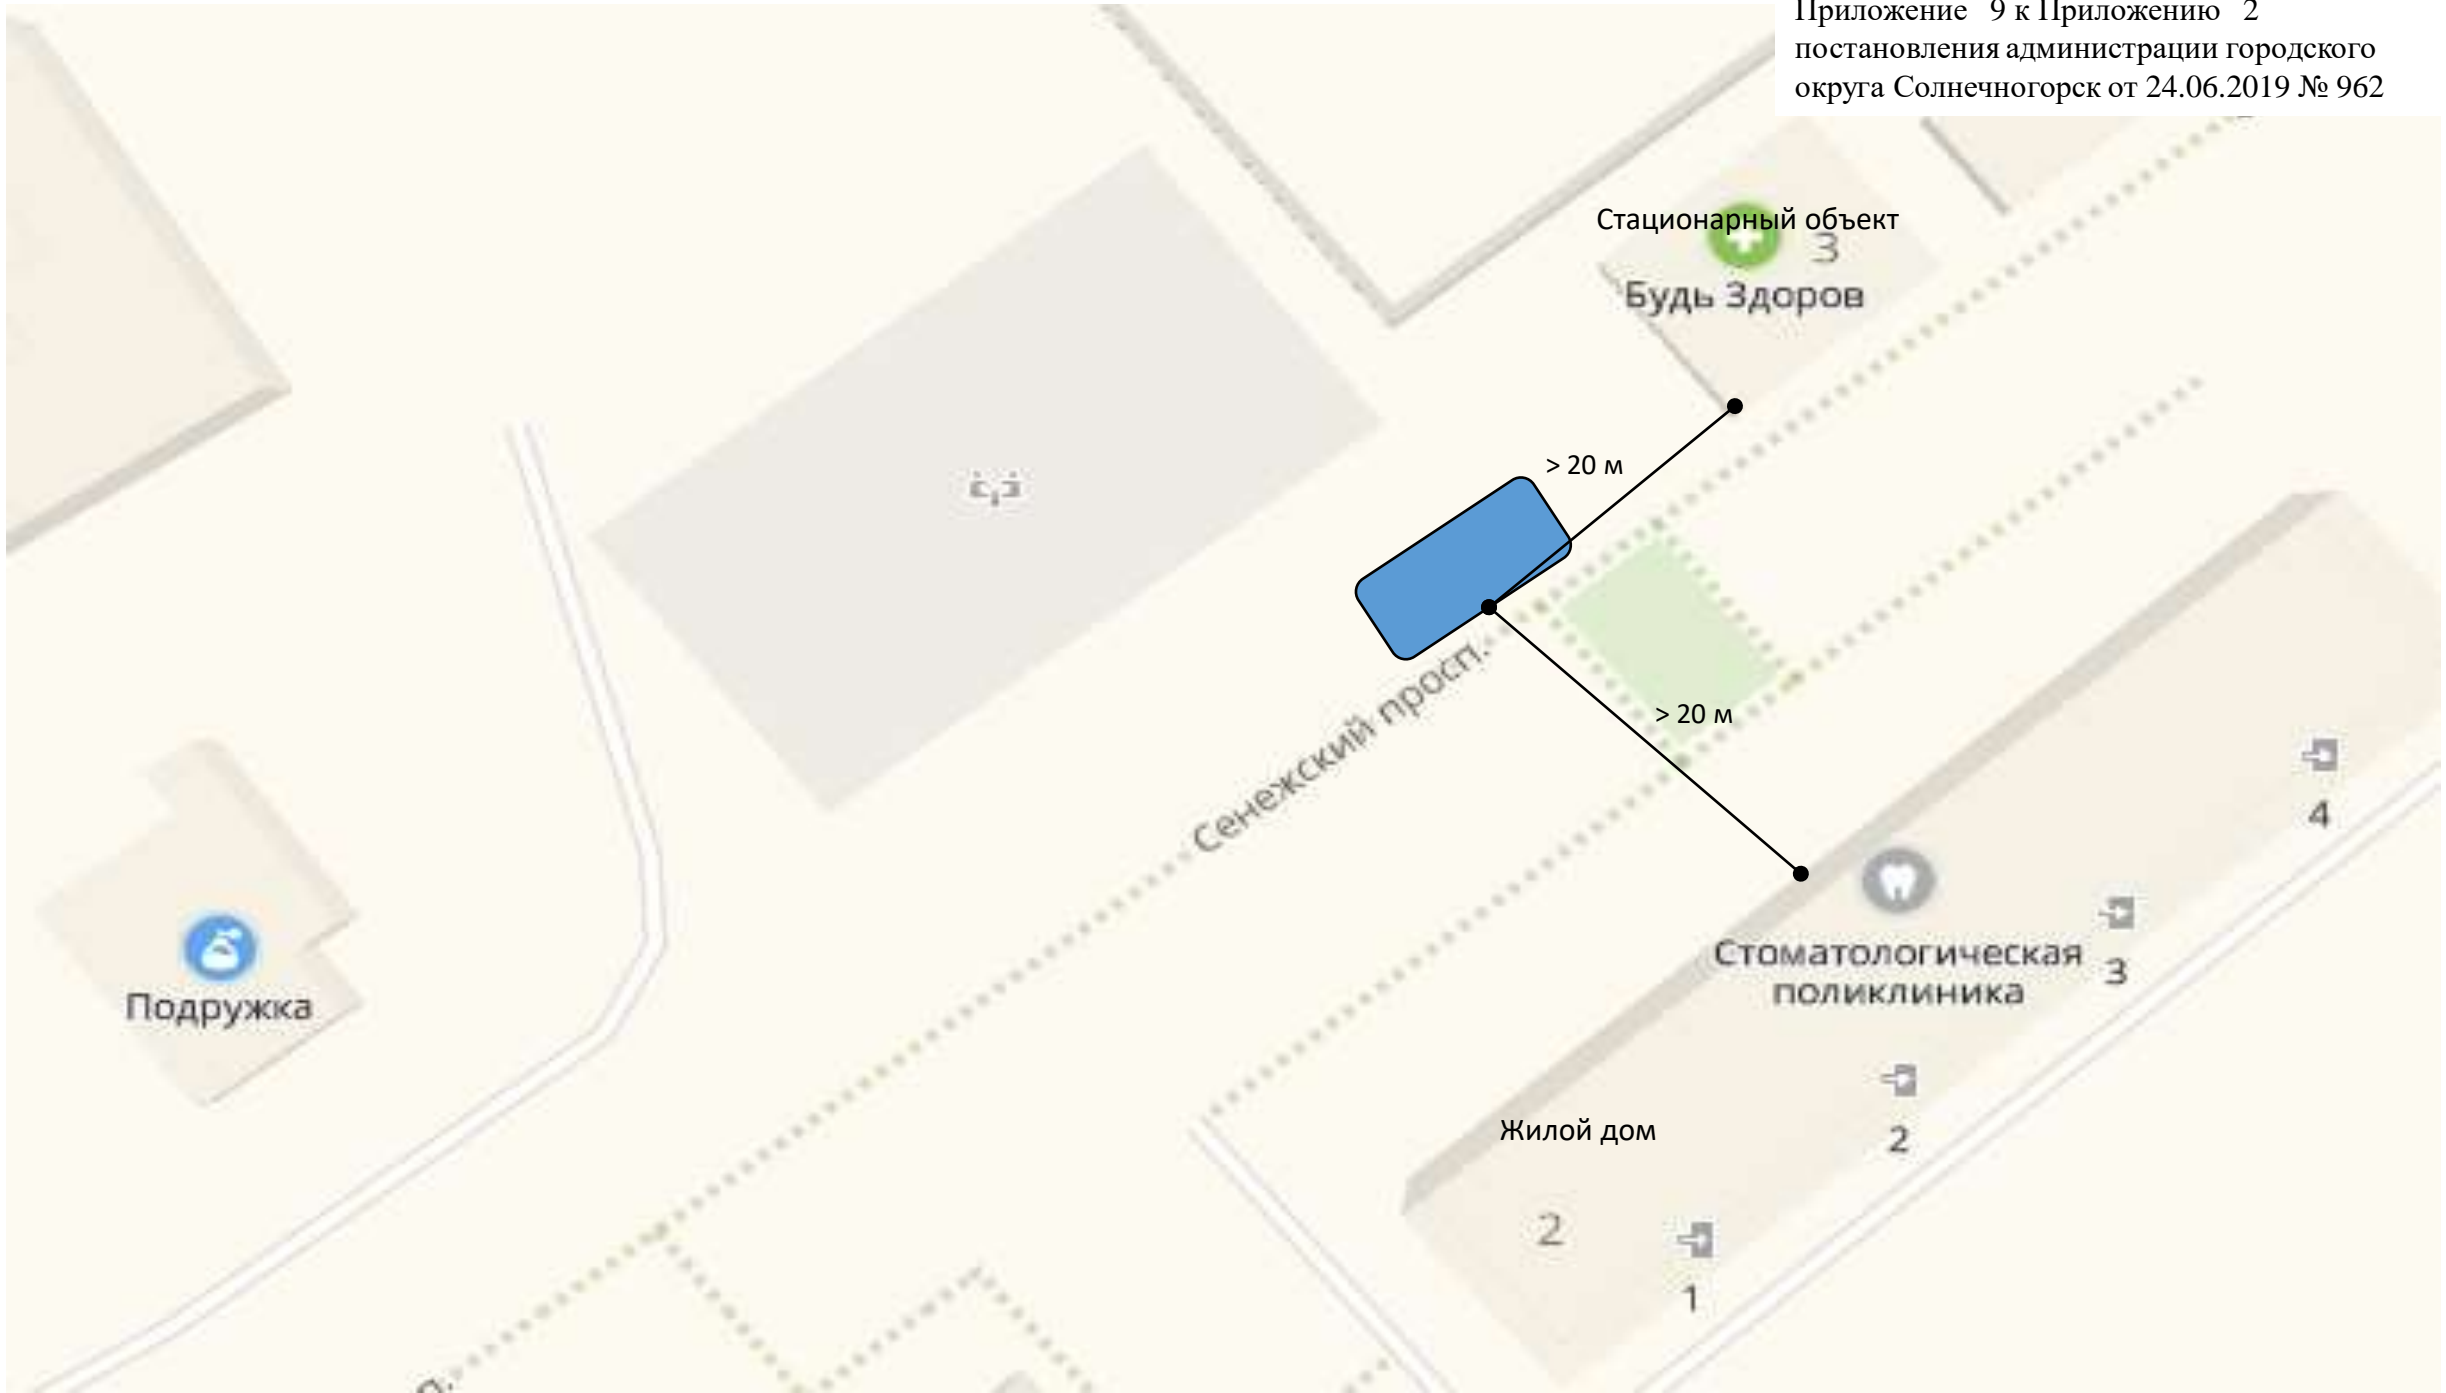 Приложение 9 к Приложению 2
постановления администрации городского
округа Солнечногорск от 24.06.2019 № 962
Стационарный объект
3
Будь Здоров
> 20 м
Сенежский просп.
> 20 м
4
Стоматологическая
поликлиника
3
Подружка
Жилой дом
2
2
1